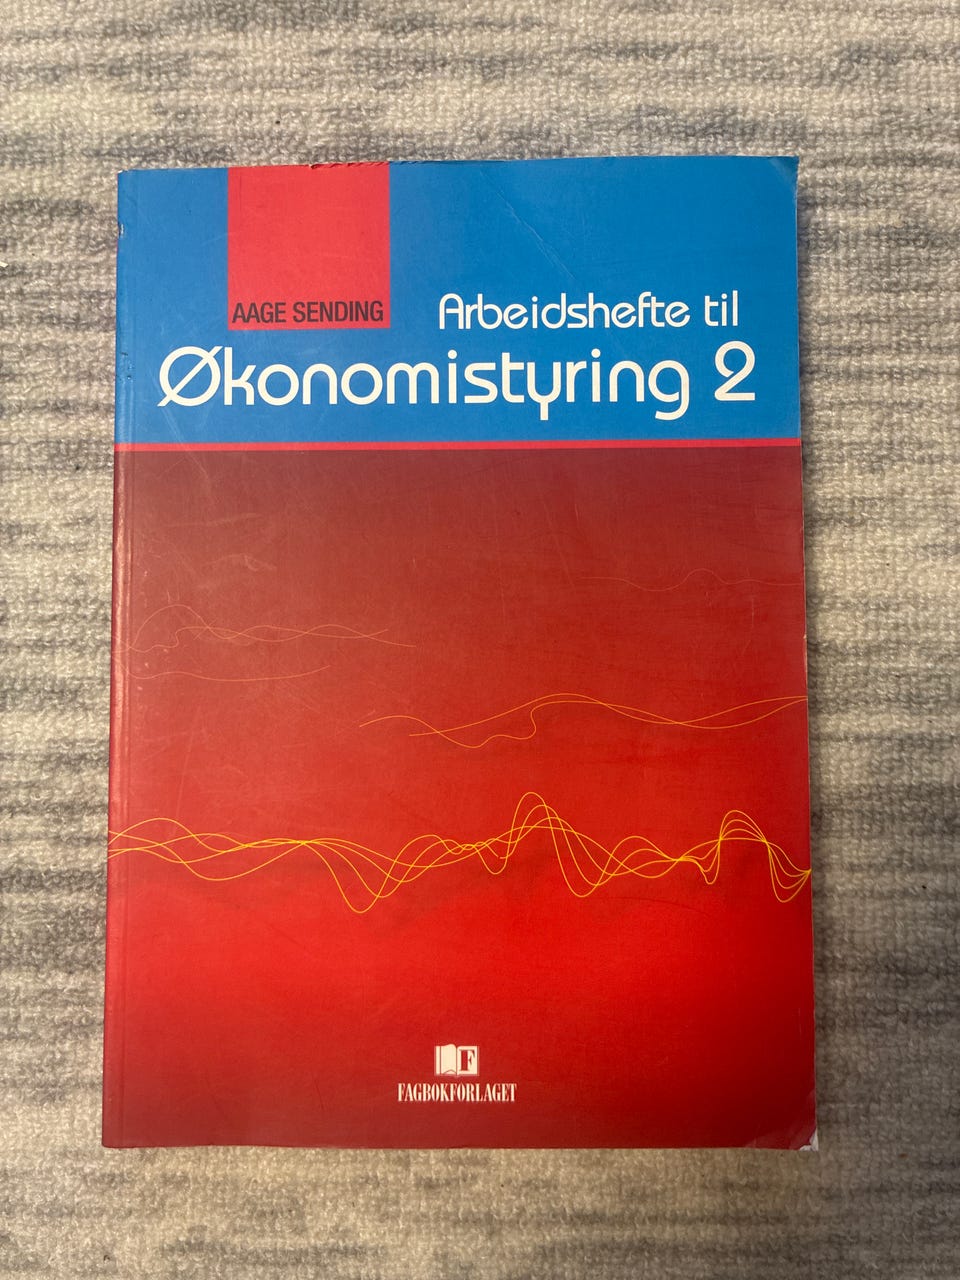 AAGE SENDING
Arbeidshefte til
Økonomistyring 2
F
FAGBOKFORLAGET